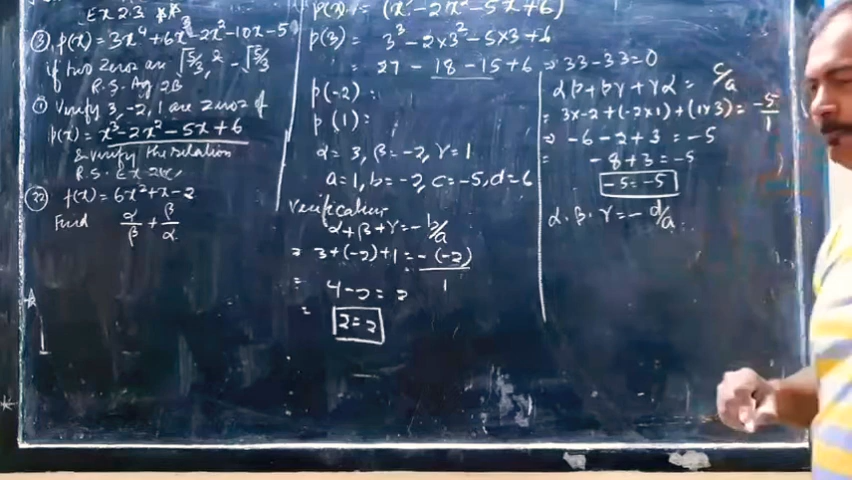 Ex 2.3 **
③. p(x) = 3x⁴ + 6x³ - 2x² - 10x - 5
if two zeros are √5/3, & -√5/3
R.S. Ag 2B
① Verify 3, -2, 1 are zeros of
p(x) = x³ - 2x² - 5x + 6
& verify the relation
R.S.
㉒ f(x) = 6x² + x - 2
Find α/β + β/α
p(x) = (x³ - 2x² - 5x + 6)
p(3) = 3³ - 2×3² - 5×3 + 6
= 27 - 18 - 15 + 6 ⇒ 33 - 33 = 0
p(-2) :
p(1) :
α = 3, β = -2, γ = 1
a = 1, b = -2, c = -5, d = 6
Verification
α + β + γ = - b/a
= 3 + (-2) + 1 = - (-2)/1
= 4 - 2 = 2
= 2 = 2
αβ + βγ + γα = c/a
= 3×-2 + (-2×1) + (1×3) = -5/1
⇒ -6 - 2 + 3 = -5
= -8 + 3 = -5
-5 = -5
α. β. γ = - d/a